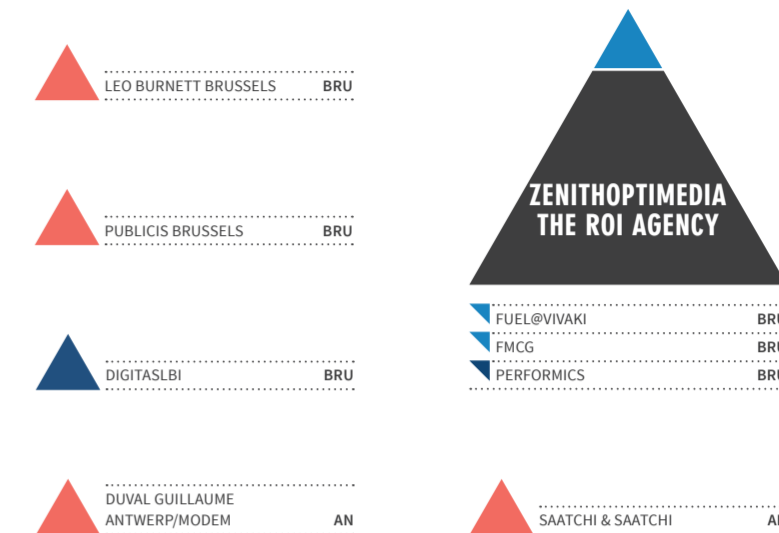 LEO BURNETT BRUSSELS BRU
PUBLICIS BRUSSELS BRU
DIGITASLBI BRU
DUVAL GUILLAUME
ANTWERP/MODEM AN
ZENITHOPTIMEDIA
THE ROI AGENCY
FUEL@VIVAKI BRU
FMCG BRU
PERFORMICS BRU
SAATCHI & SAATCHI